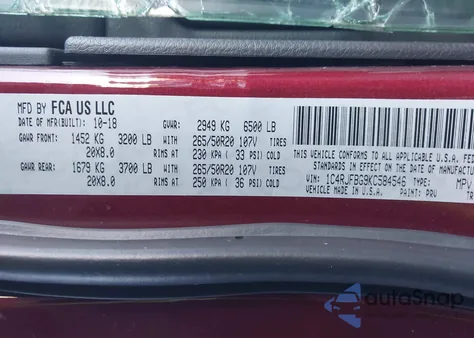 MFD BY FCA US LLC
DATE OF MFR(BUILT): 10-18 GVWR: 2949 KG 6500 LB
GAWR FRONT: 1452 KG 3200 LB WITH 265/50R20 107V TIRES
20X8.0 RIMS AT 230 KPA ( 33 PSI) COLD
GAWR REAR: 1679 KG 3700 LB WITH 265/50R20 107V TIRES
20X8.0 RIMS AT 250 KPA ( 36 PSI) COLD
THIS VEHICLE CONFORMS TO ALL APPLICABLE U.S.A. FEDE
STANDARDS IN EFFECT ON THE DATE OF MANUFACTUR
VIN: 1C4RJFBG9KC584546 TYPE: MPV
VEHICLE MADE IN U.S.A. PAINT: PRV
autoSnap